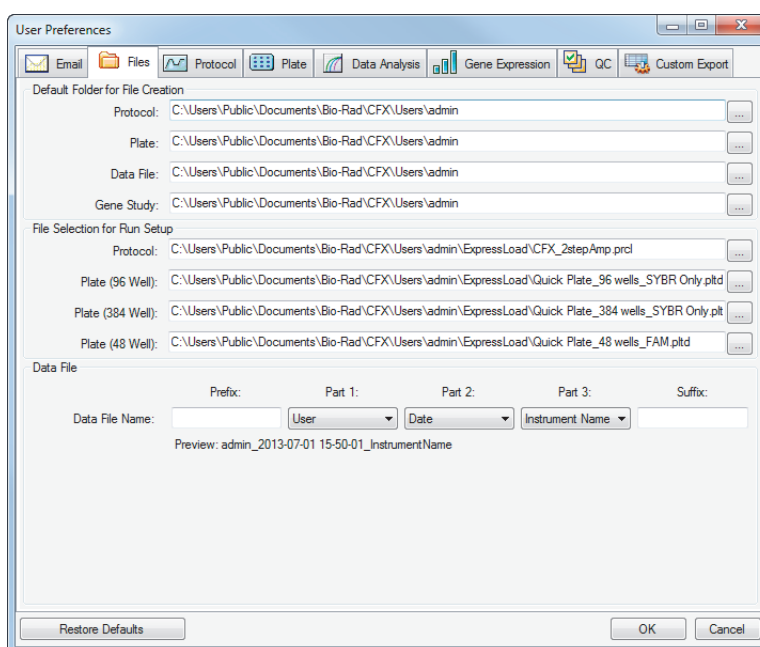 User Preferences
Email Files Protocol Plate Data Analysis Gene Expression QC Custom Export
Default Folder for File Creation
Protocol: C:\Users\Public\Documents\Bio-Rad\CFX\Users\admin ...
Plate: C:\Users\Public\Documents\Bio-Rad\CFX\Users\admin ...
Data File: C:\Users\Public\Documents\Bio-Rad\CFX\Users\admin ...
Gene Study: C:\Users\Public\Documents\Bio-Rad\CFX\Users\admin ...
File Selection for Run Setup
Protocol: C:\Users\Public\Documents\Bio-Rad\CFX\Users\admin\ExpressLoad\CFX_2stepAmp.prcl ...
Plate (96 Well): C:\Users\Public\Documents\Bio-Rad\CFX\Users\admin\ExpressLoad\Quick Plate_96 wells_SYBR Only.pltd ...
Plate (384 Well): C:\Users\Public\Documents\Bio-Rad\CFX\Users\admin\ExpressLoad\Quick Plate_384 wells_SYBR Only.plt ...
Plate (48 Well): C:\Users\Public\Documents\Bio-Rad\CFX\Users\admin\ExpressLoad\Quick Plate_48 wells_FAM.pltd ...
Data File
Prefix: Part 1: Part 2: Part 3: Suffix:
Data File Name: User Date Instrument Name
Preview: admin_2013-07-01 15-50-01_InstrumentName
Restore Defaults OK Cancel